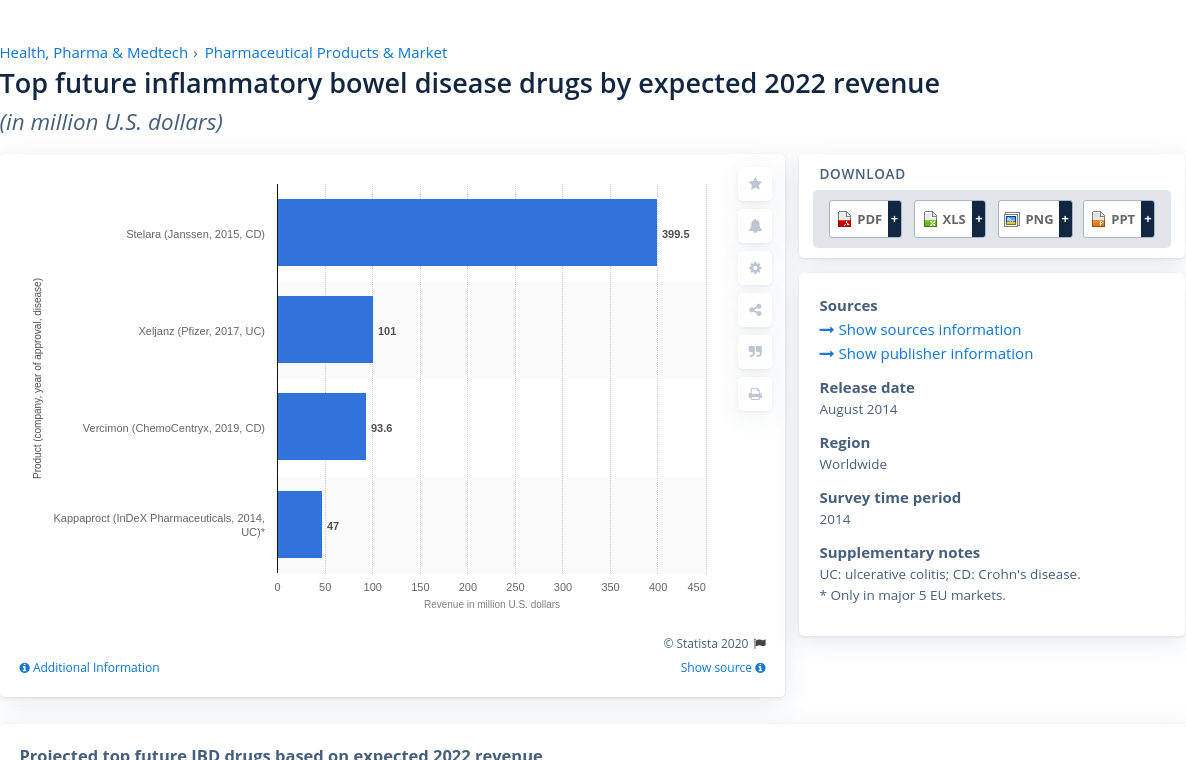 Health, Pharma & Medtech › Pharmaceutical Products & Market
Top future inflammatory bowel disease drugs by expected 2022 revenue
(in million U.S. dollars)
Product (company, year of approval, disease)
Stelara (Janssen, 2015, CD)
399.5
Xeljanz (Pfizer, 2017, UC)
101
Vercimon (ChemoCentryx, 2019, CD)
93.6
Kappaproct (InDeX Pharmaceuticals, 2014,
UC)*
47
0 50 100 150 200 250 300 350 400 450
Revenue in million U.S. dollars
© Statista 2020
Additional Information
Show source
DOWNLOAD
PDF + XLS + PNG + PPT +
Sources
Show sources information
Show publisher information
Release date
August 2014
Region
Worldwide
Survey time period
2014
Supplementary notes
UC: ulcerative colitis; CD: Crohn's disease.
* Only in major 5 EU markets.
Projected top future IBD drugs based on expected 2022 revenue